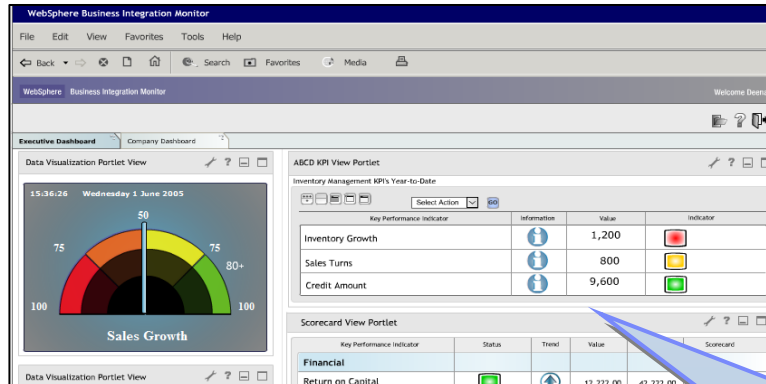 WebSphere Business Integration Monitor
File Edit View Favorites Tools Help
Back Search Favorites Media
WebSphere Business Integration Monitor Welcome Deena
Executive Dashboard Company Dashboard
Data Visualization Portlet View ?
15:36:26 Wednesday 1 June 2005
50
75 75
80+
100 100
Sales Growth
Data Visualization Portlet View ?
ABCD KPI View Portlet ?
Inventory Management KPI's Year-to-Date
Select Action GO
Key Performance Indicator Information Value Indicator
Inventory Growth i 1,200
Sales Turns i 800
Credit Amount i 9,600
Scorecard View Portlet ?
Key Performance Indicator Status Trend Value Scorecard
Financial
Return on Capital